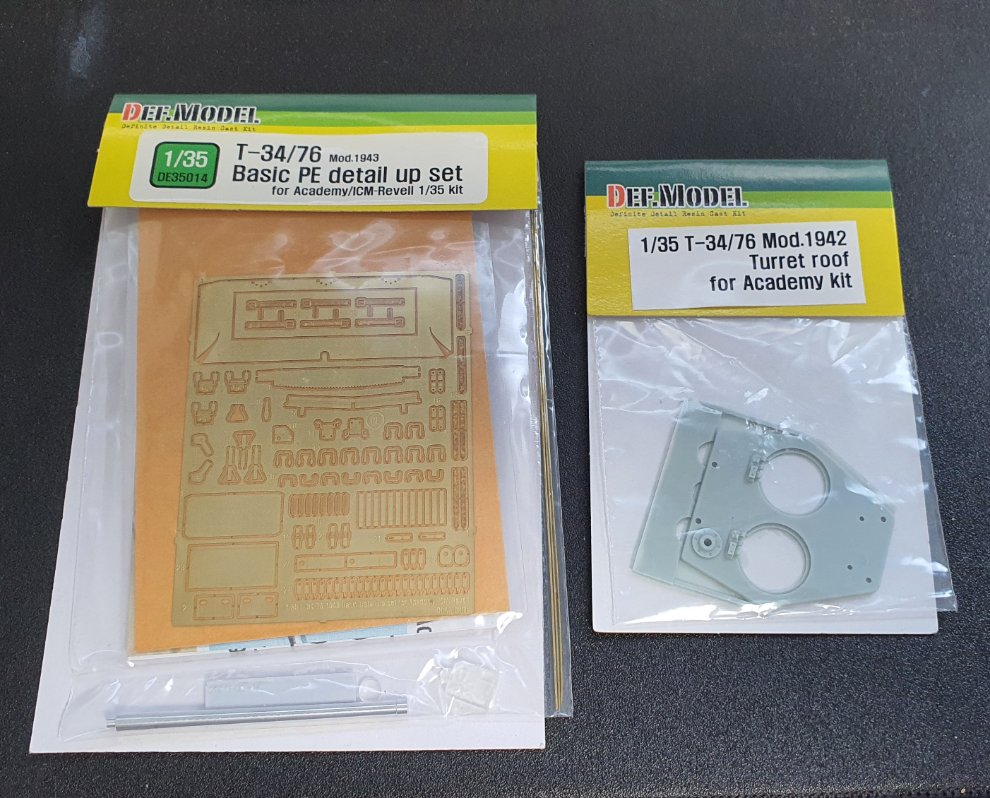 DEF.MODEL
Definite Detail Resin Cast Kit
1/35
DE35014
T-34/76 Mod.1943
Basic PE detail up set
for Academy/ICM-Revell 1/35 kit
DEF.MODEL
Definite Detail Resin Cast Kit
1/35 T-34/76 Mod.1942
Turret roof
for Academy kit